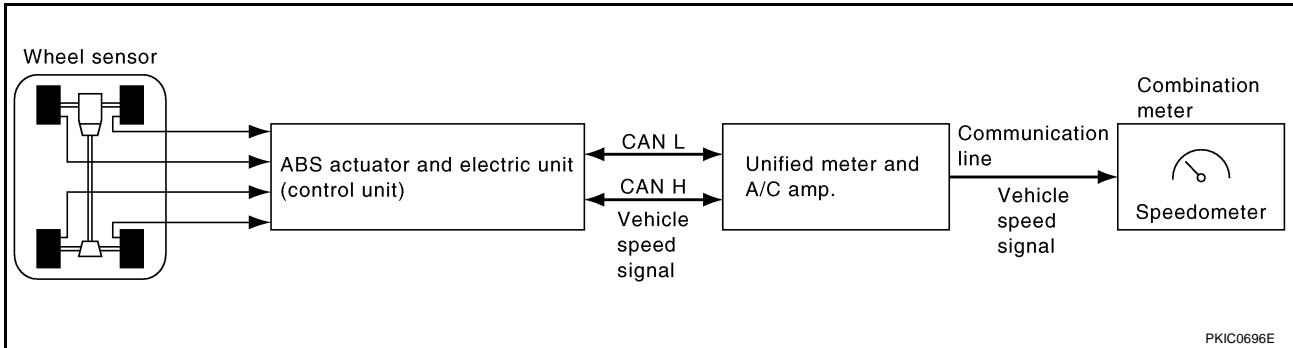 Wheel sensor
ABS actuator and electric unit
(control unit)
CAN L
CAN H
Vehicle
speed
signal
Unified meter and
A/C amp.
Communication
line
Vehicle
speed
signal
Combination
meter
Speedometer
PKIC0696E